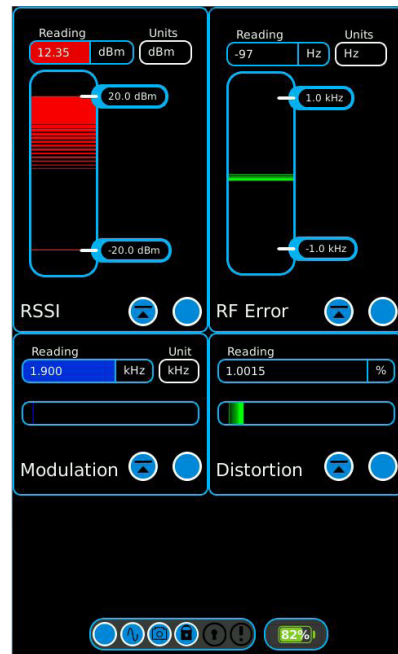 Reading Units
12.35 dBm dBm
20.0 dBm
-20.0 dBm
RSSI
Reading Units
-97 Hz Hz
1.0 kHz
-1.0 kHz
RF Error
Reading Unit
1.900 kHz kHz
Modulation
Reading
1.0015 %
Distortion
82%